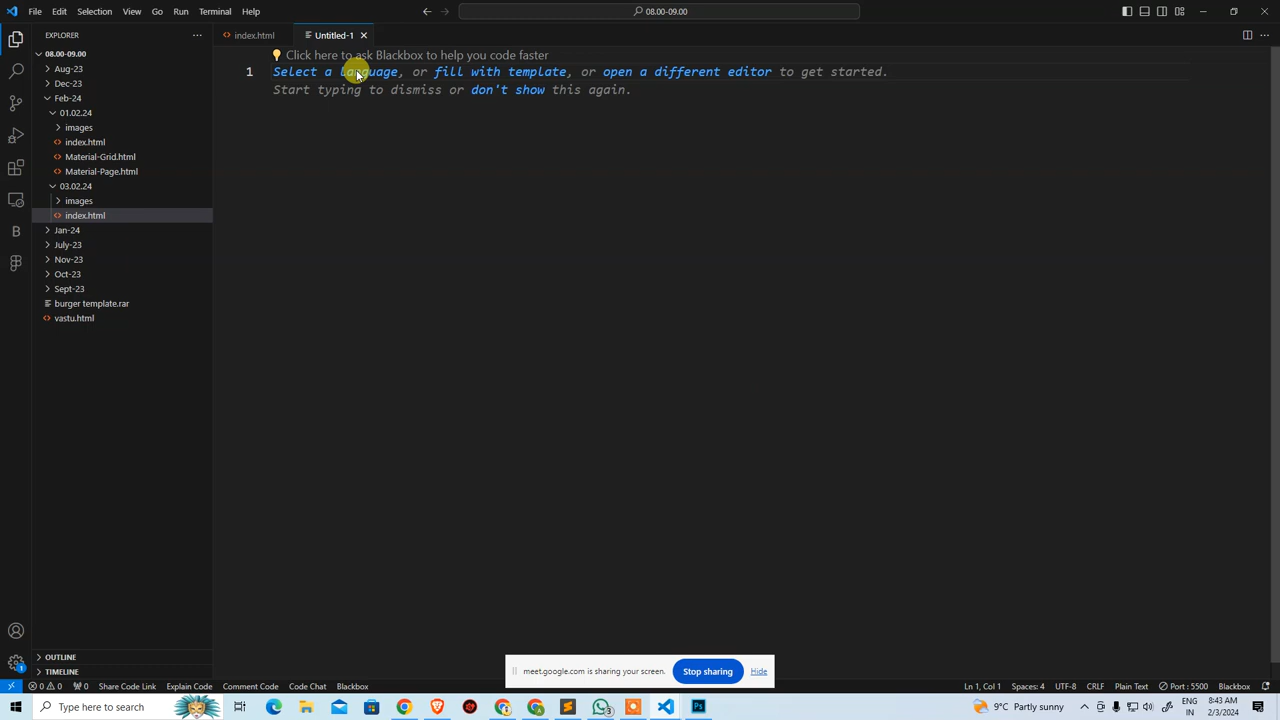 File Edit Selection View Go Run Terminal Help
08.00-09.00
EXPLORER
index.html
Untitled-1
08.00-09.00
Aug-23
Dec-23
Feb-24
01.02.24
images
index.html
Material-Grid.html
Material-Page.html
03.02.24
images
index.html
Jan-24
July-23
Nov-23
Oct-23
Sept-23
burger template.rar
vastu.html
Click here to ask Blackbox to help you code faster
1 Select a language, or fill with template, or open a different editor to get started.
Start typing to dismiss or don't show this again.
OUTLINE
TIMELINE
meet.google.com is sharing your screen. Stop sharing Hide
0 0 0 Share Code Link Explain Code Comment Code Code Chat Blackbox Ln 1, Col 1 Spaces: 4 UTF-8 CRLF Plain Text Port : 5500 Blackbox
Type here to search
3
9°C Partly sunny
ENG
IN
8:43 AM
2/3/2024